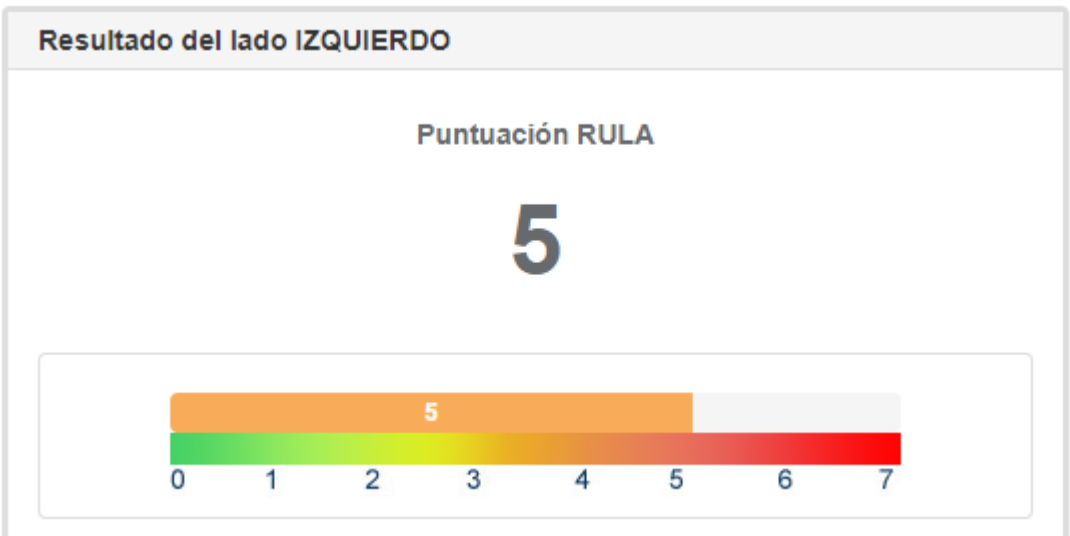 Resultado del lado IZQUIERDO
Puntuación RULA
5
5
0 1 2 3 4 5 6 7